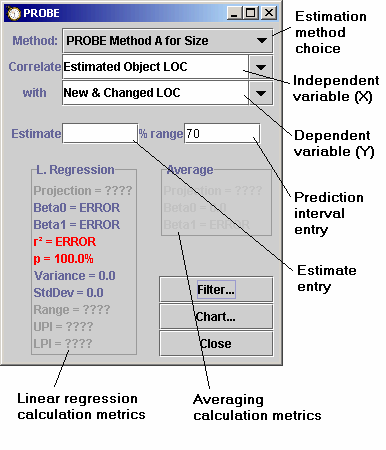 PROBE
Estimation
method
choice
Method: PROBE Method A for Size
Correlate Estimated Object LOC
Independent
variable (X)
with New & Changed LOC
Dependent
variable (Y)
Estimate % range 70
Prediction
interval
entry
L. Regression
Projection = ????
Beta0 = ERROR
Beta1 = ERROR
r² = ERROR
p = 100.0%
Variance = 0.0
StdDev = 0.0
Range = ????
UPI = ????
LPI = ????
Average
Projection = ????
Beta0 = ????
Beta1 = ????
Estimate
entry
Filter...
Chart...
Close
Linear regression
calculation metrics
Averaging
calculation metrics